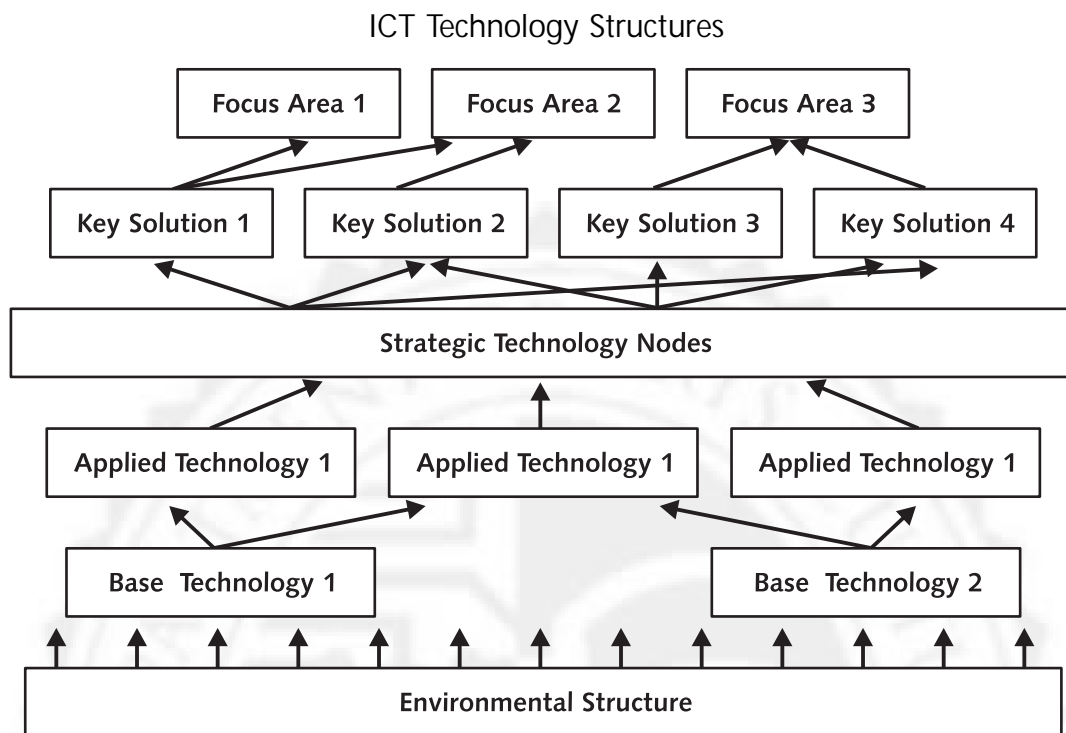 ICT Technology Structures
Focus Area 1
Focus Area 2
Focus Area 3
Key Solution 1
Key Solution 2
Key Solution 3
Key Solution 4
Strategic Technology Nodes
Applied Technology 1
Applied Technology 1
Applied Technology 1
Base Technology 1
Base Technology 2
Environmental Structure